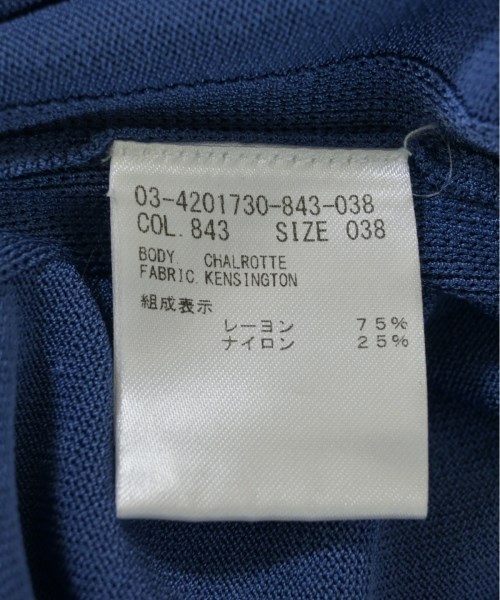 03-4201730-843-038
COL. 843 SIZE 038
BODY. CHALROTTE
FABRIC. KENSINGTON
組成表示
レーヨン 75%
ナイロン 25%